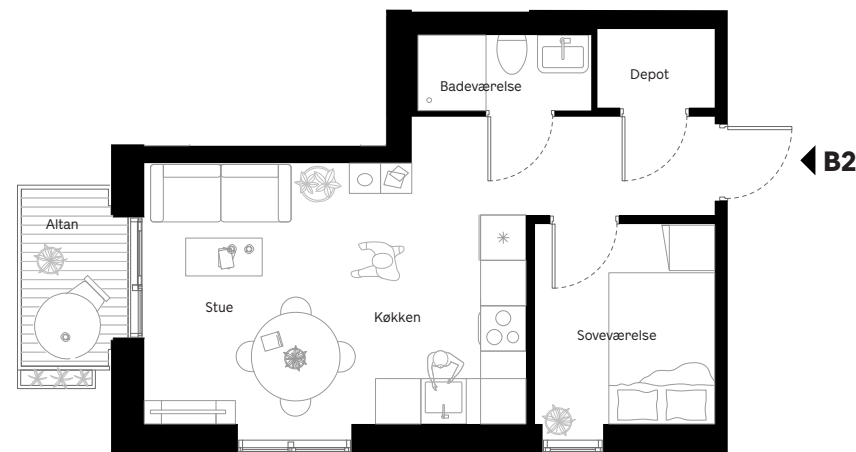 Badeværelse
Depot
B2
Altan
Stue
Køkken
Soveværelse